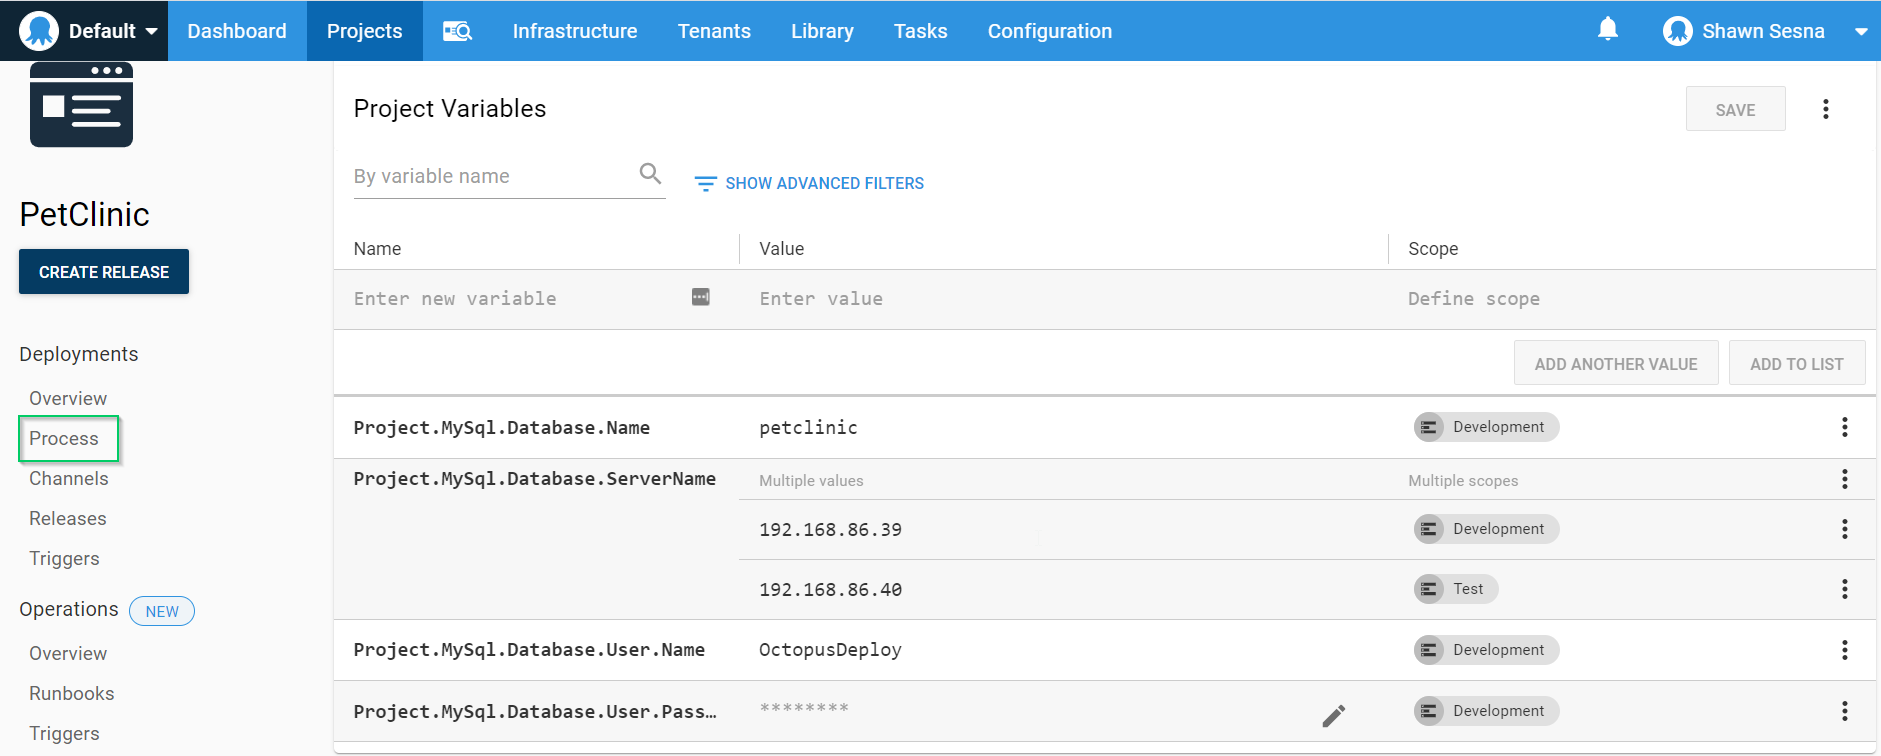 Default Dashboard Projects Infrastructure Tenants Library Tasks Configuration Shawn Sesna
PetClinic
CREATE RELEASE
Deployments
Overview
Process
Channels
Releases
Triggers
Operations NEW
Overview
Runbooks
Triggers
Project Variables SAVE
By variable name SHOW ADVANCED FILTERS
Name Value Scope
Enter new variable Enter value Define scope
ADD ANOTHER VALUE ADD TO LIST
Project.MySql.Database.Name petclinic Development
Project.MySql.Database.ServerName Multiple values Multiple scopes
192.168.86.39 Development
192.168.86.40 Test
Project.MySql.Database.User.Name OctopusDeploy Development
Project.MySql.Database.User.Pass… ******** Development